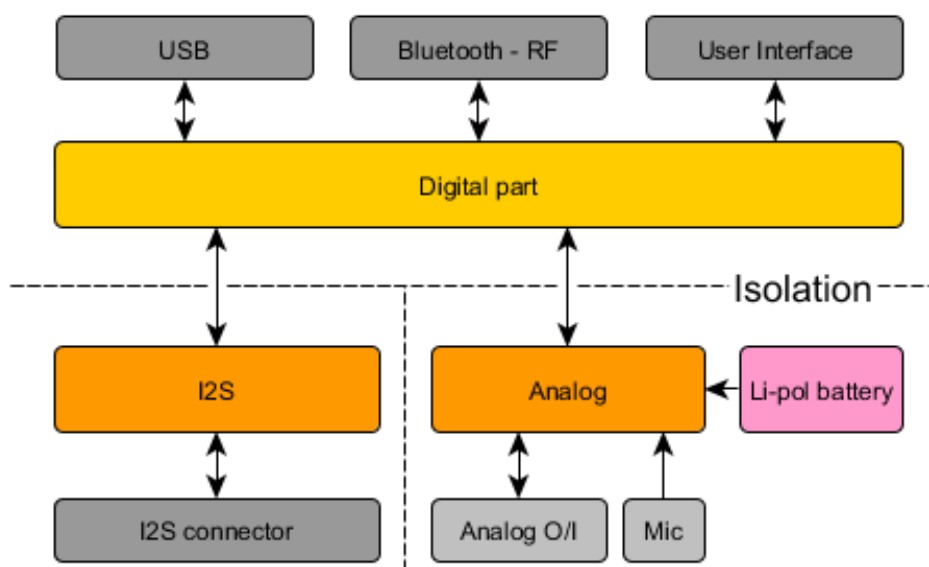 USB
Bluetooth - RF
User Interface
Digital part
Isolation
I2S
Analog
Li-pol battery
I2S connector
Analog O/I
Mic